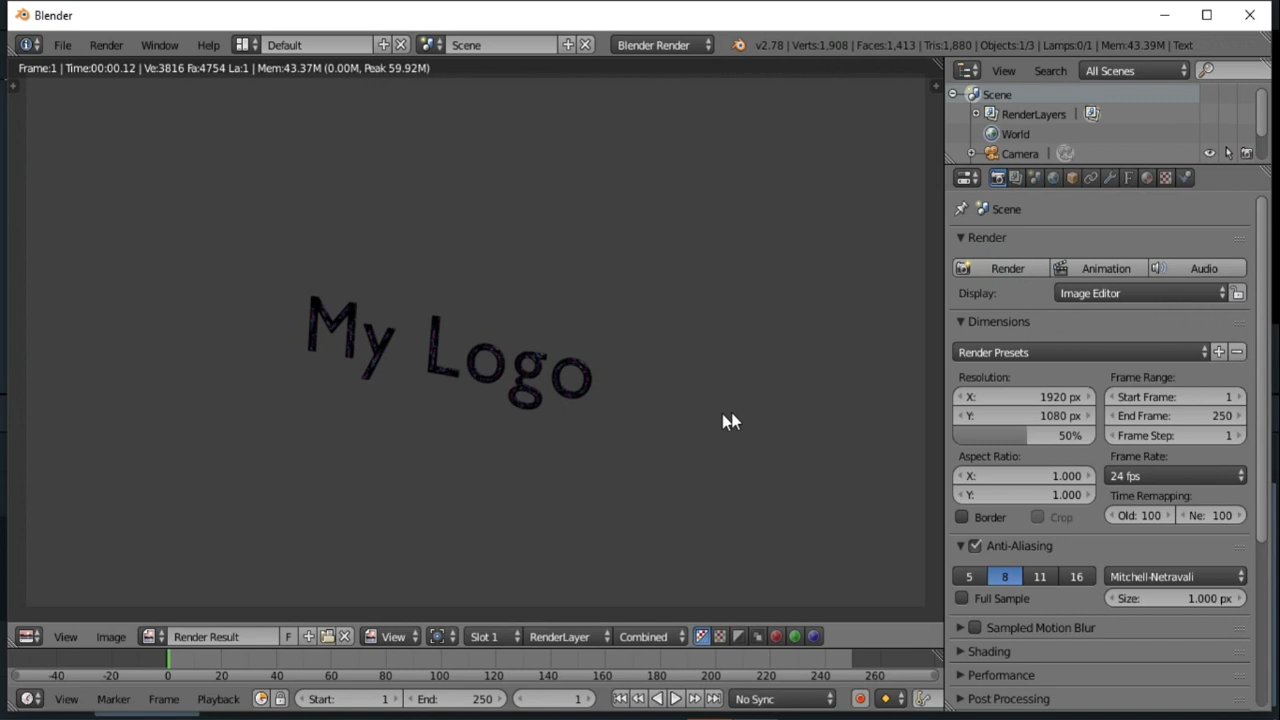 Blender
File Render Window Help Default Scene Blender Render v2.78 | Verts:1,908 | Faces:1,413 | Tris:1,880 | Objects:1/3 | Lamps:0/1 | Mem:43.39M | Text
Frame:1 | Time:00:00.12 | Ve:3816 Fa:4754 La:1 | Mem:43.37M (0.00M, Peak 59.92M)
View Search All Scenes
Scene
RenderLayers |
World
Camera |
Scene
Render
Render Animation Audio
Display: Image Editor
Dimensions
Render Presets
Resolution: Frame Range:
X: 1920 px Start Frame: 1
Y: 1080 px End Frame: 250
50% Frame Step: 1
Aspect Ratio: Frame Rate:
X: 1.000 24 fps
Y: 1.000 Time Remapping:
Border Crop Old: 100 Ne: 100
Anti-Aliasing
5 8 11 16 Mitchell-Netravali
Full Sample Size: 1.000 px
Sampled Motion Blur
Shading
Performance
Post Processing
My Logo
View Image Render Result F View Slot 1 RenderLayer Combined
-40 -20 0 20 40 60 80 100 120 140 160 180 200 220 240 260
View Marker Frame Playback Start: 1 End: 250 1 No Sync